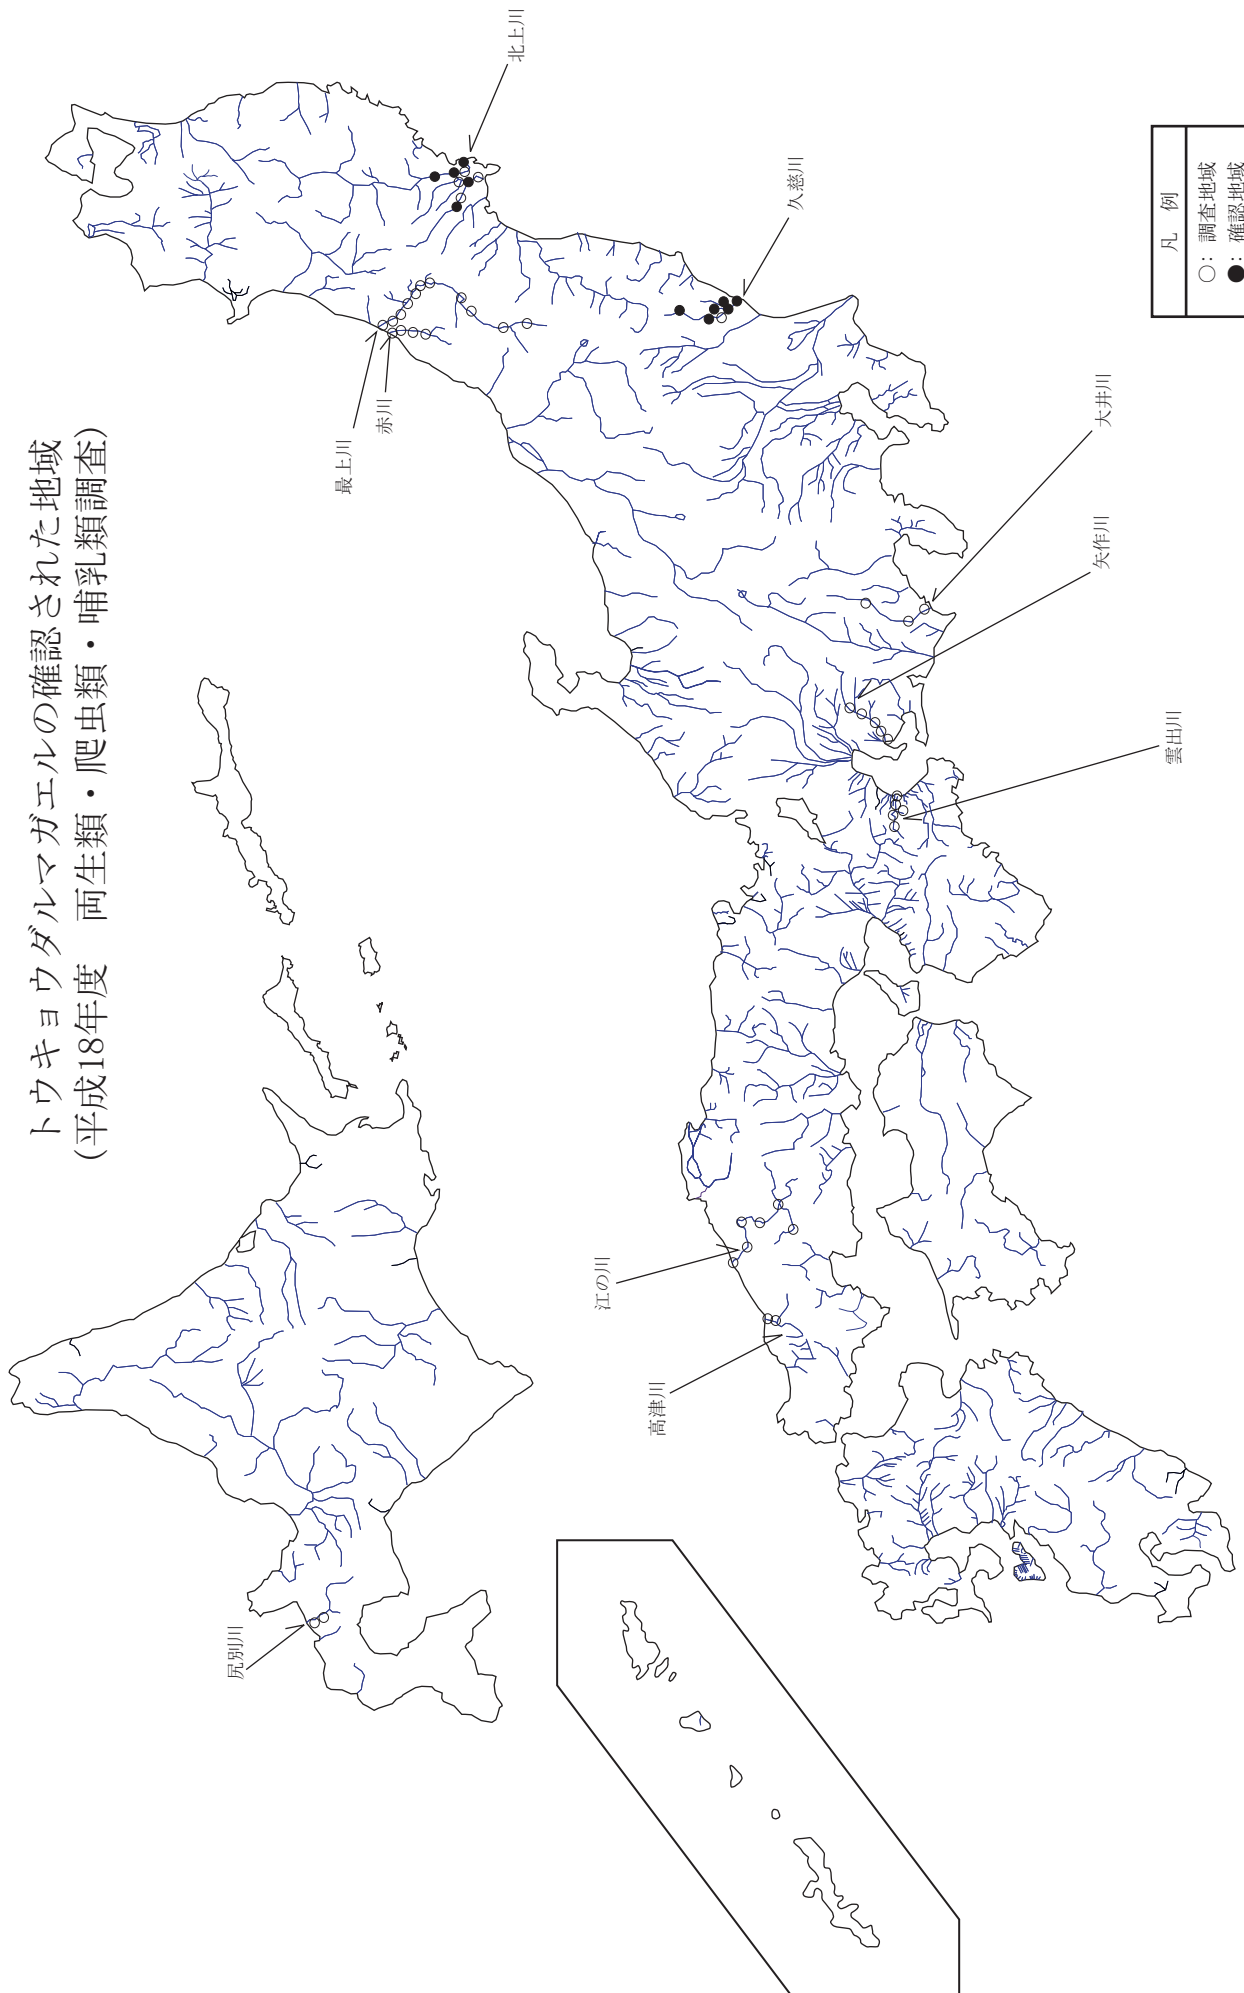 トウキョウダルマガエルの確認された地域
(平成18年度　両生類・爬虫類・哺乳類調査)
北上川
久慈川
最上川
赤川
大井川
矢作川
雲出川
江の川
高津川
尻別川
凡　例
○：調査地域
●：確認地域